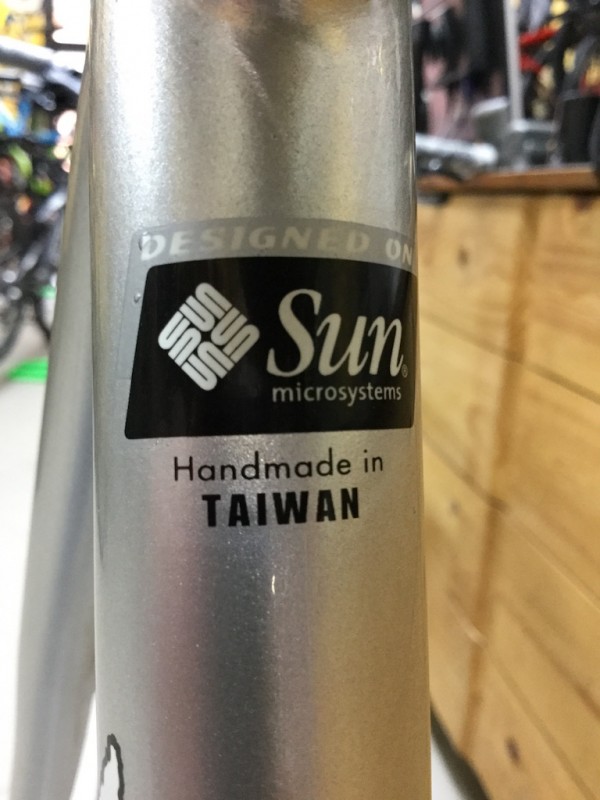 DESIGNED ON
Sun
microsystems
Handmade in
TAIWAN